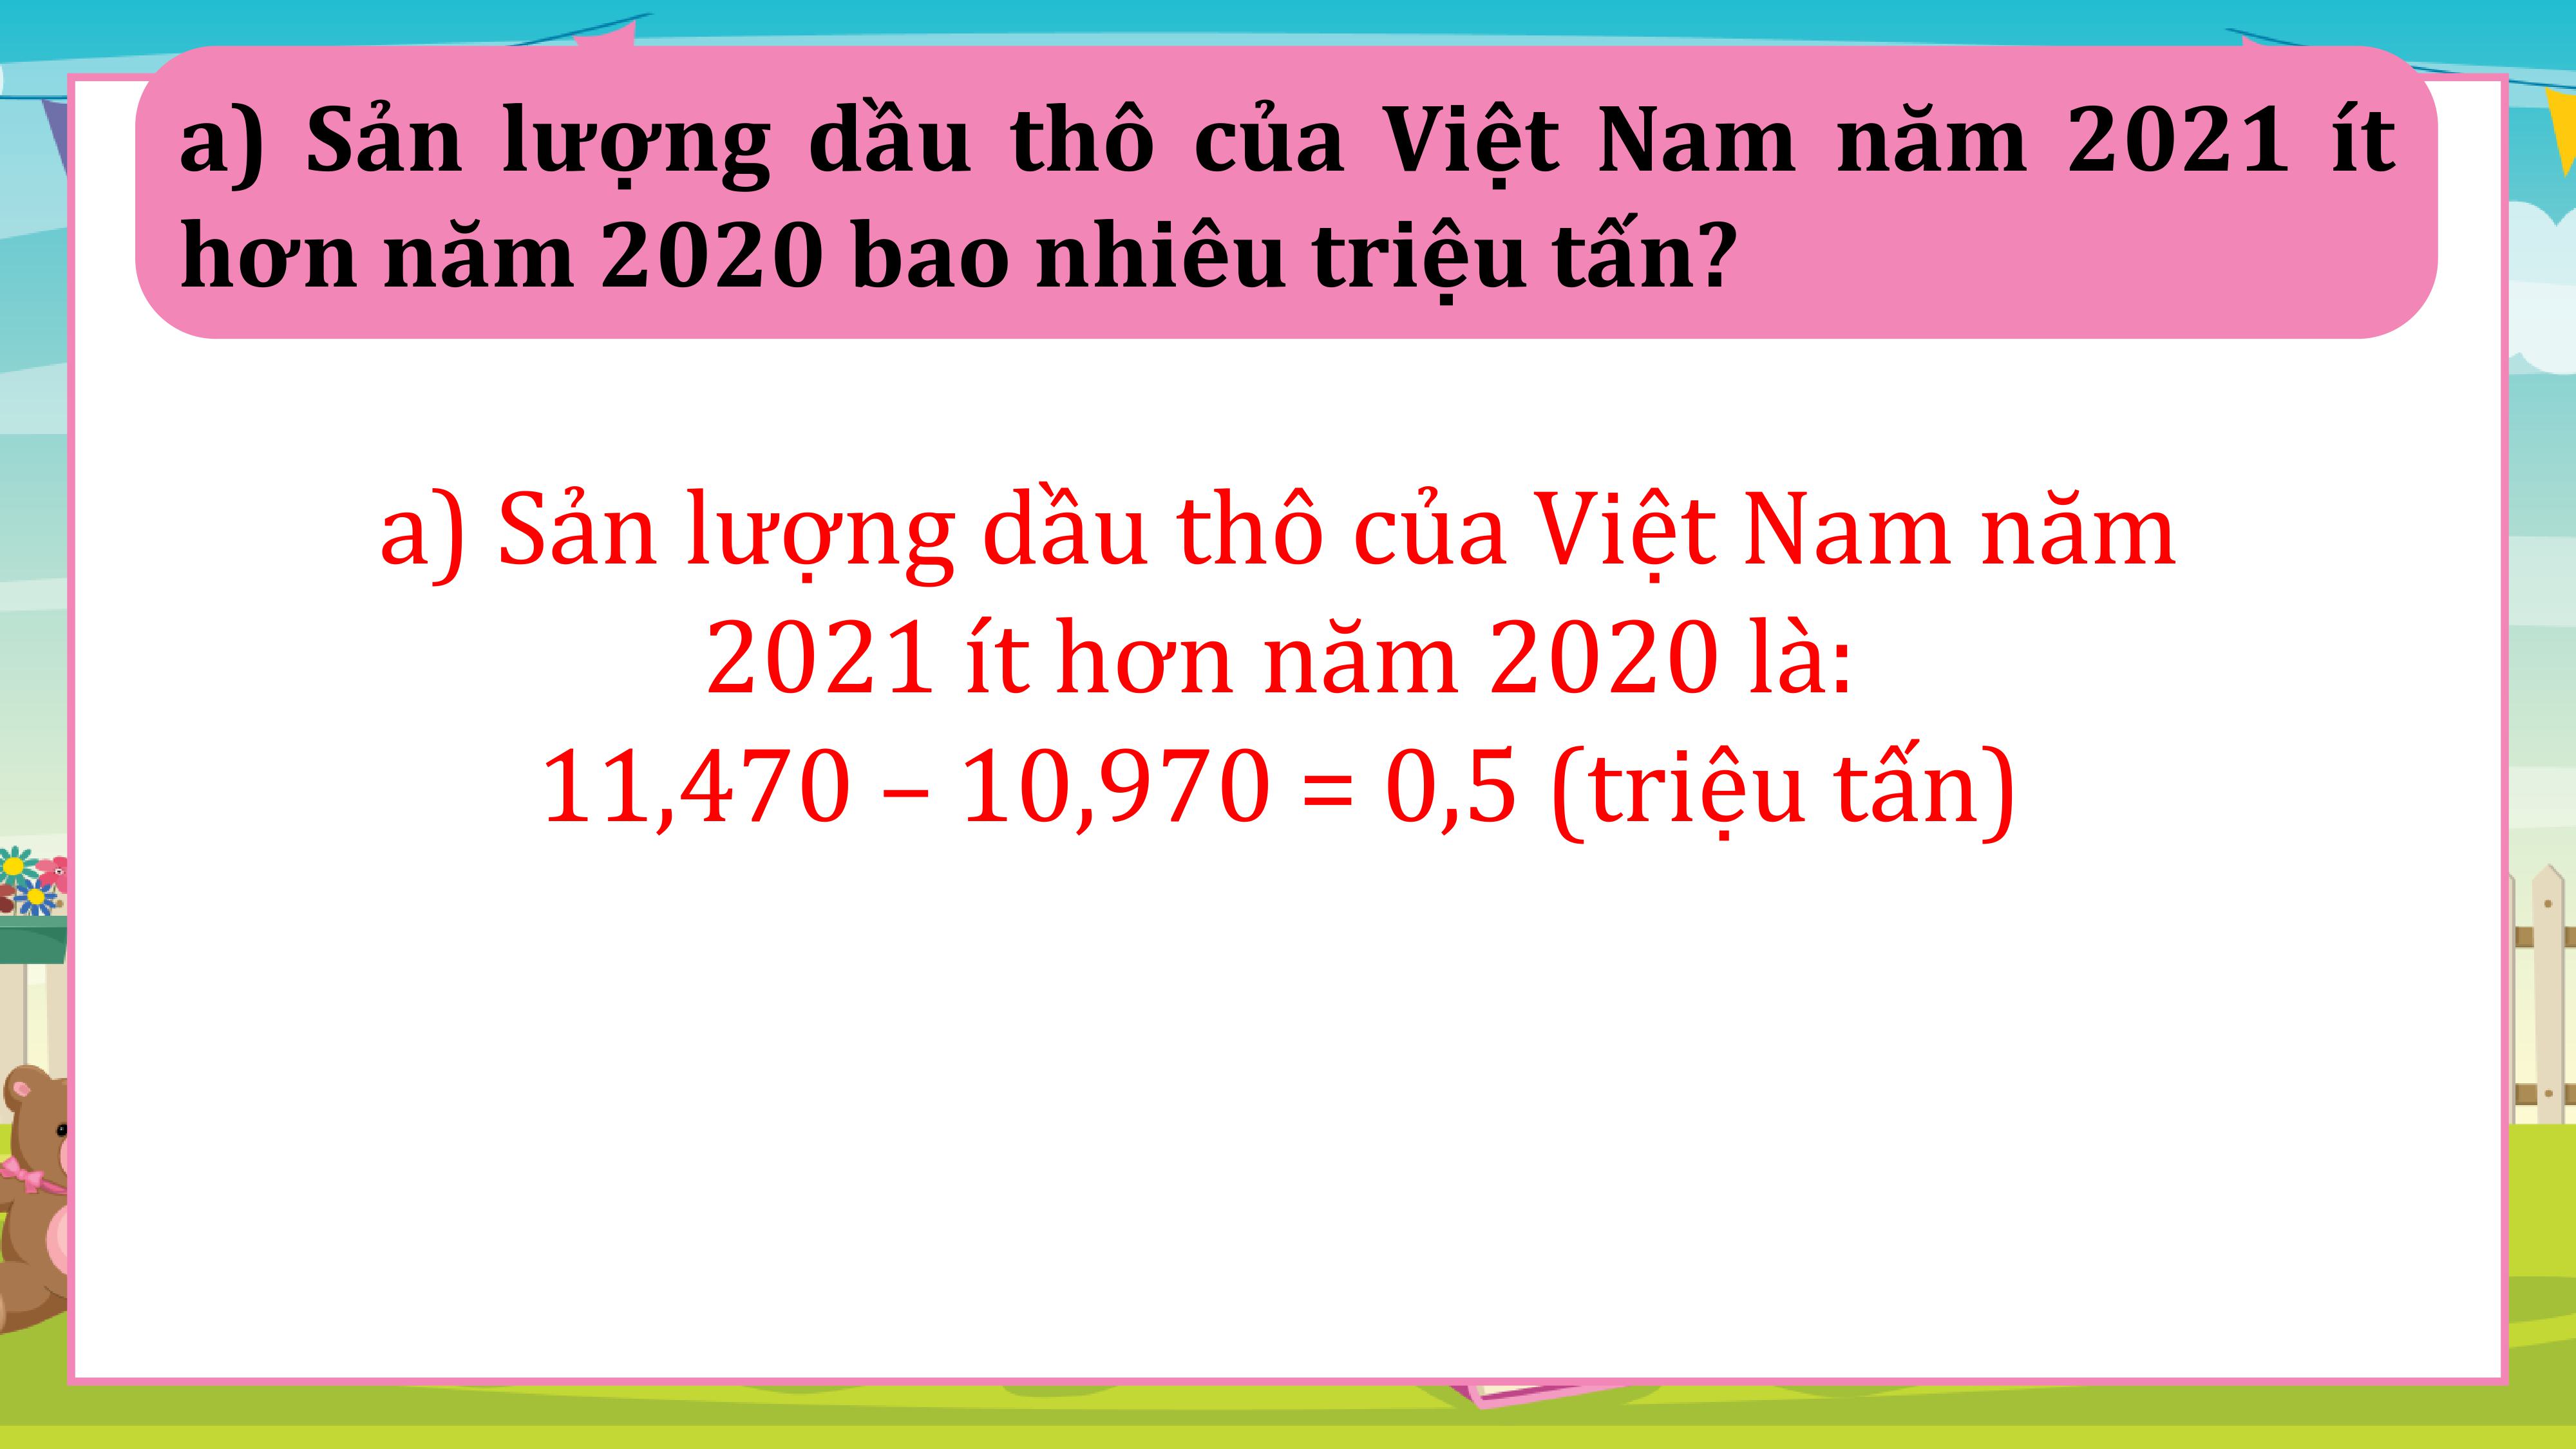 a) Sản lượng dầu thô của Việt Nam năm 2021 ít
hơn năm 2020 bao nhiêu triệu tấn?
a) Sản lượng dầu thô của Việt Nam năm
2021 ít hơn năm 2020 là:
11,470 – 10,970 = 0,5 (triệu tấn)